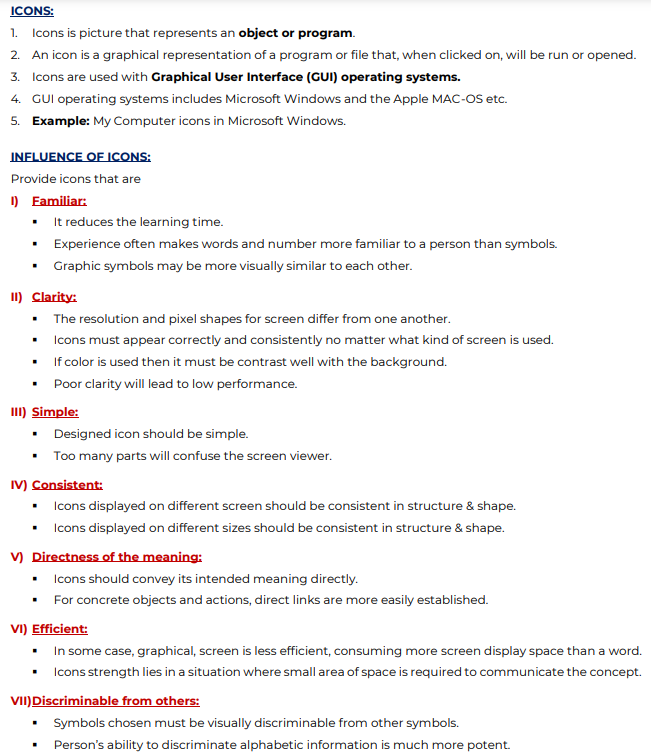 ICONS:
1. Icons is picture that represents an object or program.
2. An icon is a graphical representation of a program or file that, when clicked on, will be run or opened.
3. Icons are used with Graphical User Interface (GUI) operating systems.
4. GUI operating systems includes Microsoft Windows and the Apple MAC-OS etc.
5. Example: My Computer icons in Microsoft Windows.
INFLUENCE OF ICONS:
Provide icons that are
I) Familiar:
▪ It reduces the learning time.
▪ Experience often makes words and number more familiar to a person than symbols.
▪ Graphic symbols may be more visually similar to each other.
II) Clarity:
▪ The resolution and pixel shapes for screen differ from one another.
▪ Icons must appear correctly and consistently no matter what kind of screen is used.
▪ If color is used then it must be contrast well with the background.
▪ Poor clarity will lead to low performance.
III) Simple:
▪ Designed icon should be simple.
▪ Too many parts will confuse the screen viewer.
IV) Consistent:
▪ Icons displayed on different screen should be consistent in structure & shape.
▪ Icons displayed on different sizes should be consistent in structure & shape.
V) Directness of the meaning:
▪ Icons should convey its intended meaning directly.
▪ For concrete objects and actions, direct links are more easily established.
VI) Efficient:
▪ In some case, graphical, screen is less efficient, consuming more screen display space than a word.
▪ Icons strength lies in a situation where small area of space is required to communicate the concept.
VII)Discriminable from others:
▪ Symbols chosen must be visually discriminable from other symbols.
▪ Person's ability to discriminate alphabetic information is much more potent.